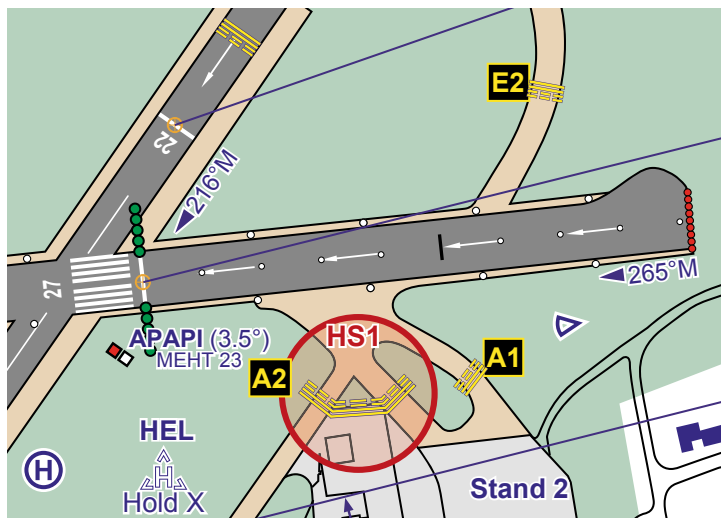 E2
22
216°M
27
265°M
APAPI (3.5°)
MEHT 23
HS1
A2
A1
HEL
H
H
Hold X
Stand 2